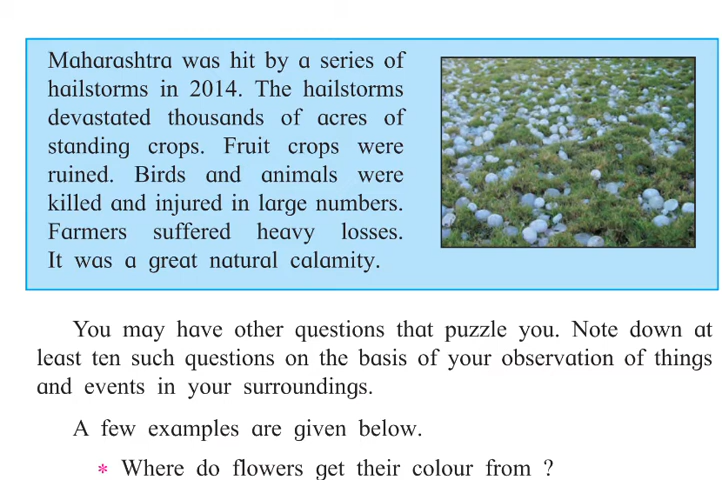 Maharashtra was hit by a series of
hailstorms in 2014. The hailstorms
devastated thousands of acres of
standing crops. Fruit crops were
ruined. Birds and animals were
killed and injured in large numbers.
Farmers suffered heavy losses.
It was a great natural calamity.
You may have other questions that puzzle you. Note down at
least ten such questions on the basis of your observation of things
and events in your surroundings.
A few examples are given below.
* Where do flowers get their colour from ?